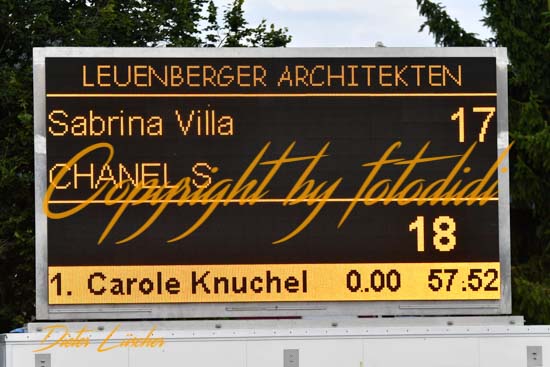 LEUENBERGER ARCHITEKTEN
Sabrina Villa 17
CHANEL S
Copyright by fotodidi
18
1. Carole Knuchel 0.00 57.52
Dieter Lüscher